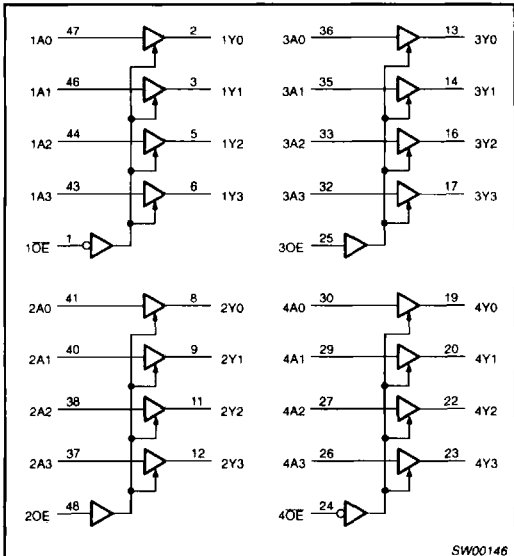 1A0 47 2 1Y0
1A1 46 3 1Y1
1A2 44 5 1Y2
1A3 43 6 1Y3
1O̅E̅ 1
3A0 36 13 3Y0
3A1 35 14 3Y1
3A2 33 16 3Y2
3A3 32 17 3Y3
3OE 25
2A0 41 8 2Y0
2A1 40 9 2Y1
2A2 38 11 2Y2
2A3 37 12 2Y3
2OE 48
4A0 30 19 4Y0
4A1 29 20 4Y1
4A2 27 22 4Y2
4A3 26 23 4Y3
4O̅E̅ 24
SW00146